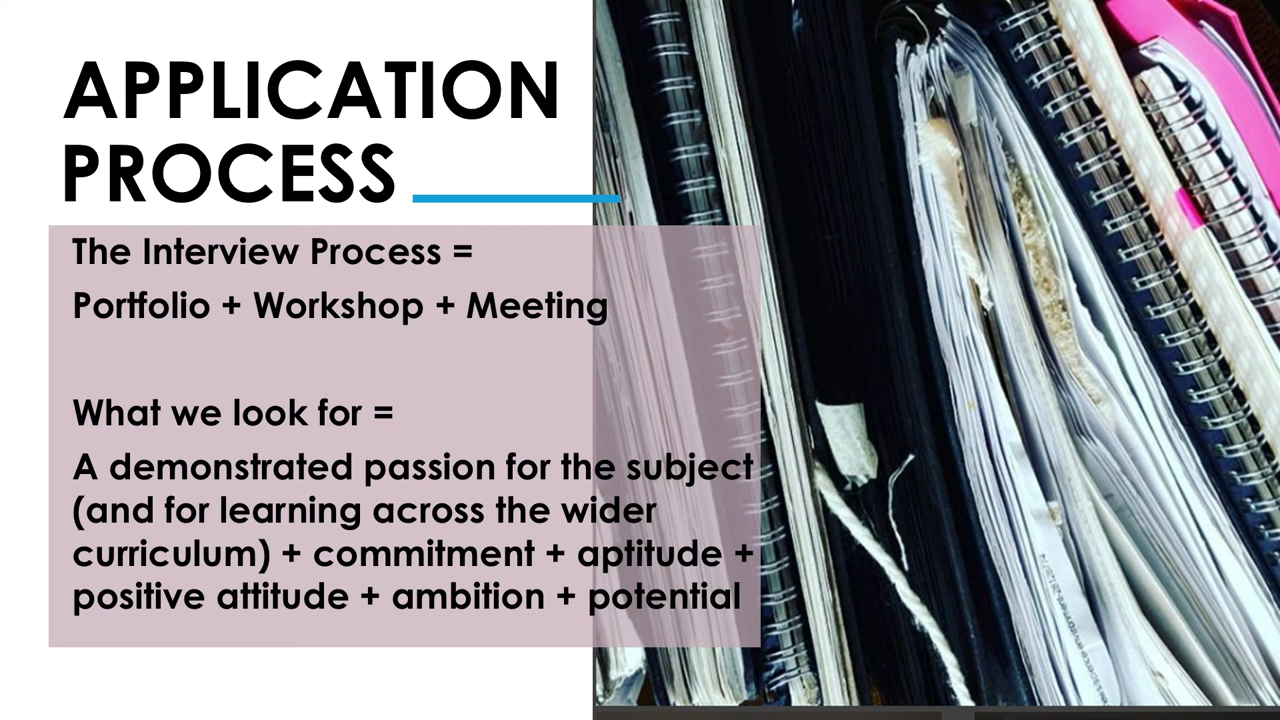 APPLICATION
PROCESS
The Interview Process =
Portfolio + Workshop + Meeting
What we look for =
A demonstrated passion for the subject
(and for learning across the wider
curriculum) + commitment + aptitude +
positive attitude + ambition + potential